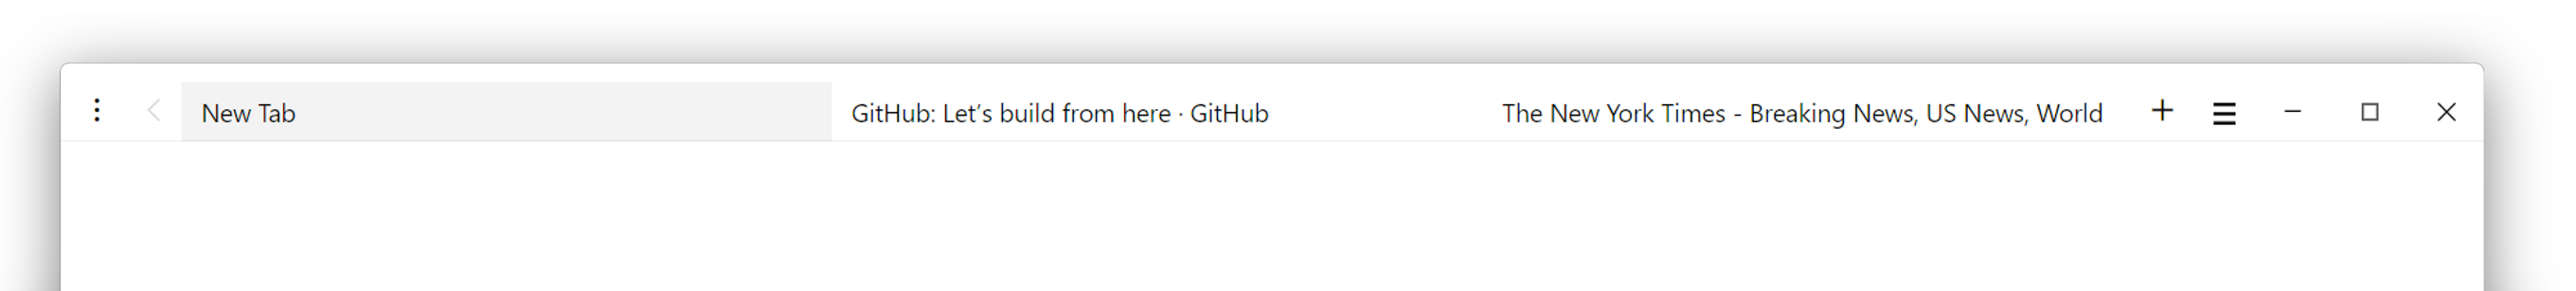 New Tab GitHub: Let’s build from here · GitHub The New York Times - Breaking News, US News, World